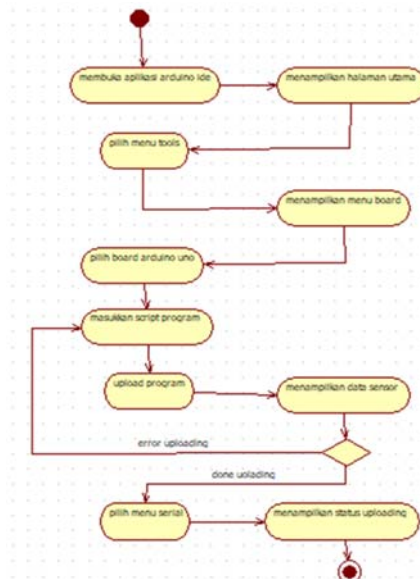 membuka aplikasi arduino ide
menampilkan halaman utama
pilih menu tools
menampilkan menu board
pilih board arduino uno
masukkan script program
upload program
menampilkan data sensor
error uploading
done uolading
pilih menu serial
menampilkan status uploading